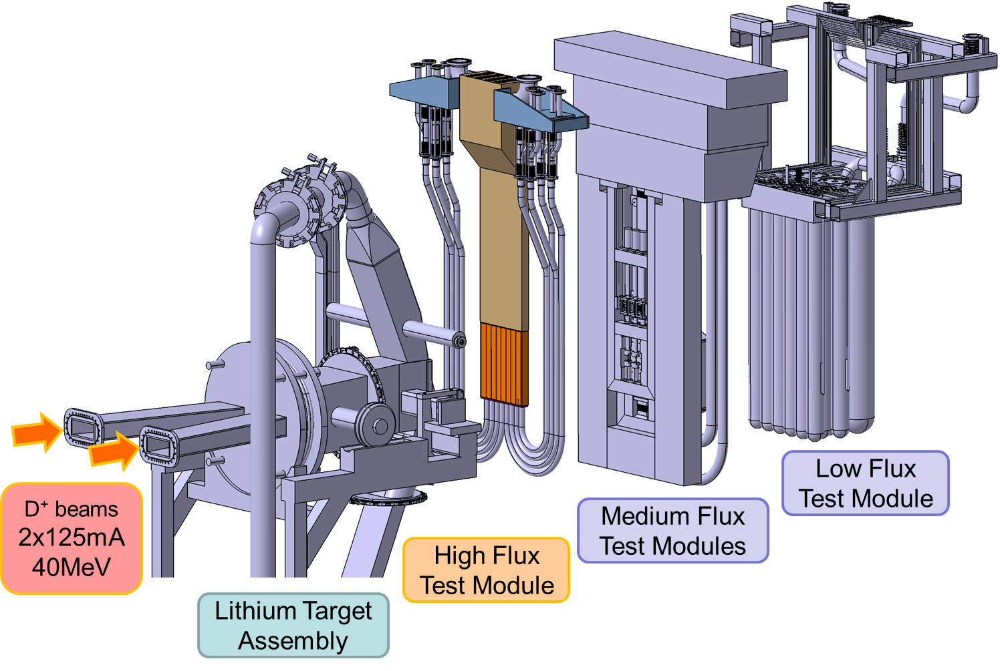 D⁺ beams
2x125mA
40MeV
Lithium Target
Assembly
High Flux
Test Module
Medium Flux
Test Modules
Low Flux
Test Module